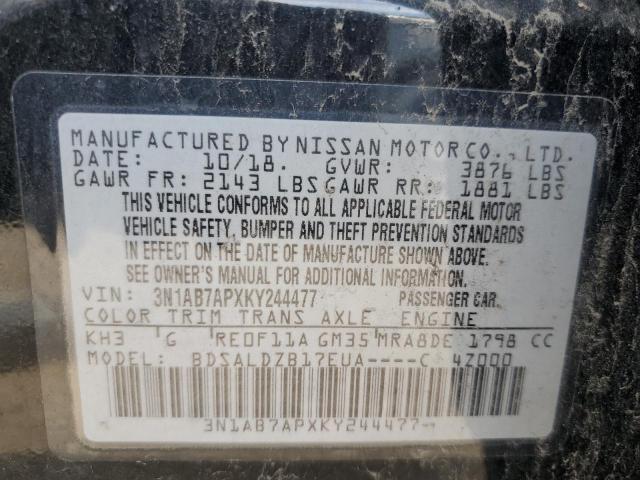 MANUFACTURED BY NISSAN MOTOR CO., LTD.
DATE: 10/18. GVWR: 3876 LBS
GAWR FR: 2143 LBS GAWR RR: 1881 LBS
THIS VEHICLE CONFORMS TO ALL APPLICABLE FEDERAL MOTOR
VEHICLE SAFETY, BUMPER AND THEFT PREVENTION STANDARDS
IN EFFECT ON THE DATE OF MANUFACTURE SHOWN ABOVE.
SEE OWNER'S MANUAL FOR ADDITIONAL INFORMATION.
VIN: 3N1AB7APXKY244477 PASSENGER CAR.
COLOR TRIM TRANS AXLE ENGINE
KH3 G RE0F11A GM35 MRA8DE 1798 CC
MODEL: BDSALDZB17EUA----C 4Z000
3N1AB7APXKY244477